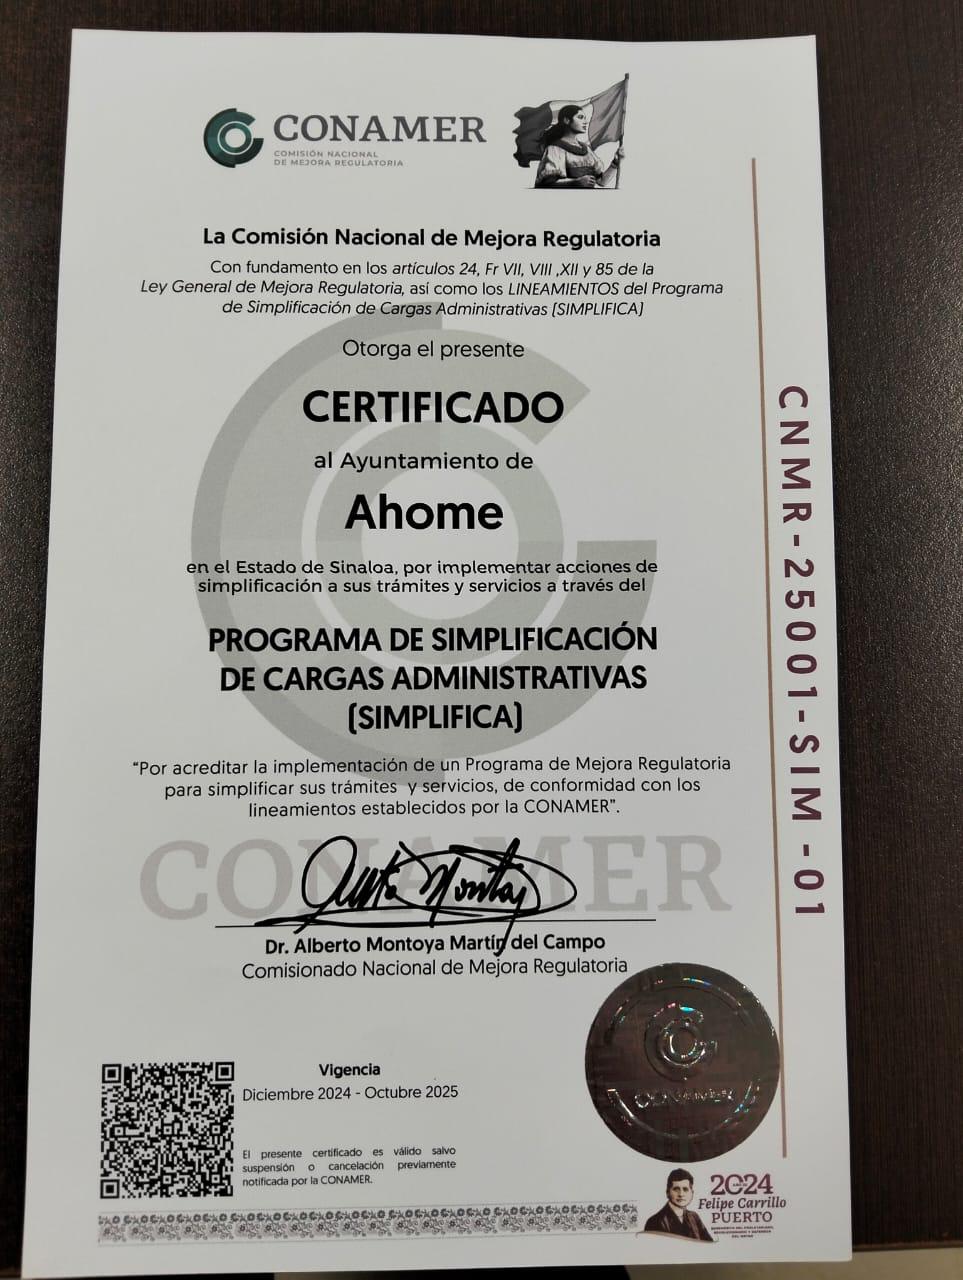 CONAMER
COMISIÓN NACIONAL
DE MEJORA REGULATORIA
La Comisión Nacional de Mejora Regulatoria
Con fundamento en los artículos 24, Fr VII, VIII ,XII y 85 de la
Ley General de Mejora Regulatoria, así como los LINEAMIENTOS del Programa
de Simplificación de Cargas Administrativas (SIMPLIFICA)
Otorga el presente
CERTIFICADO
al Ayuntamiento de
Ahome
en el Estado de Sinaloa, por implementar acciones de
simplificación a sus trámites y servicios a través del
PROGRAMA DE SIMPLIFICACIÓN
DE CARGAS ADMINISTRATIVAS
(SIMPLIFICA)
"Por acreditar la implementación de un Programa de Mejora Regulatoria
para simplificar sus trámites y servicios, de conformidad con los
lineamientos establecidos por la CONAMER".
CONAMER
Dr. Alberto Montoya Martín del Campo
Comisionado Nacional de Mejora Regulatoria
Vigencia
Diciembre 2024 - Octubre 2025
El presente certificado es válido salvo
suspensión o cancelación previamente
notificada por la CONAMER.
CONAMER
2024
Felipe Carrillo
PUERTO
CNMR-25001-SIM -01